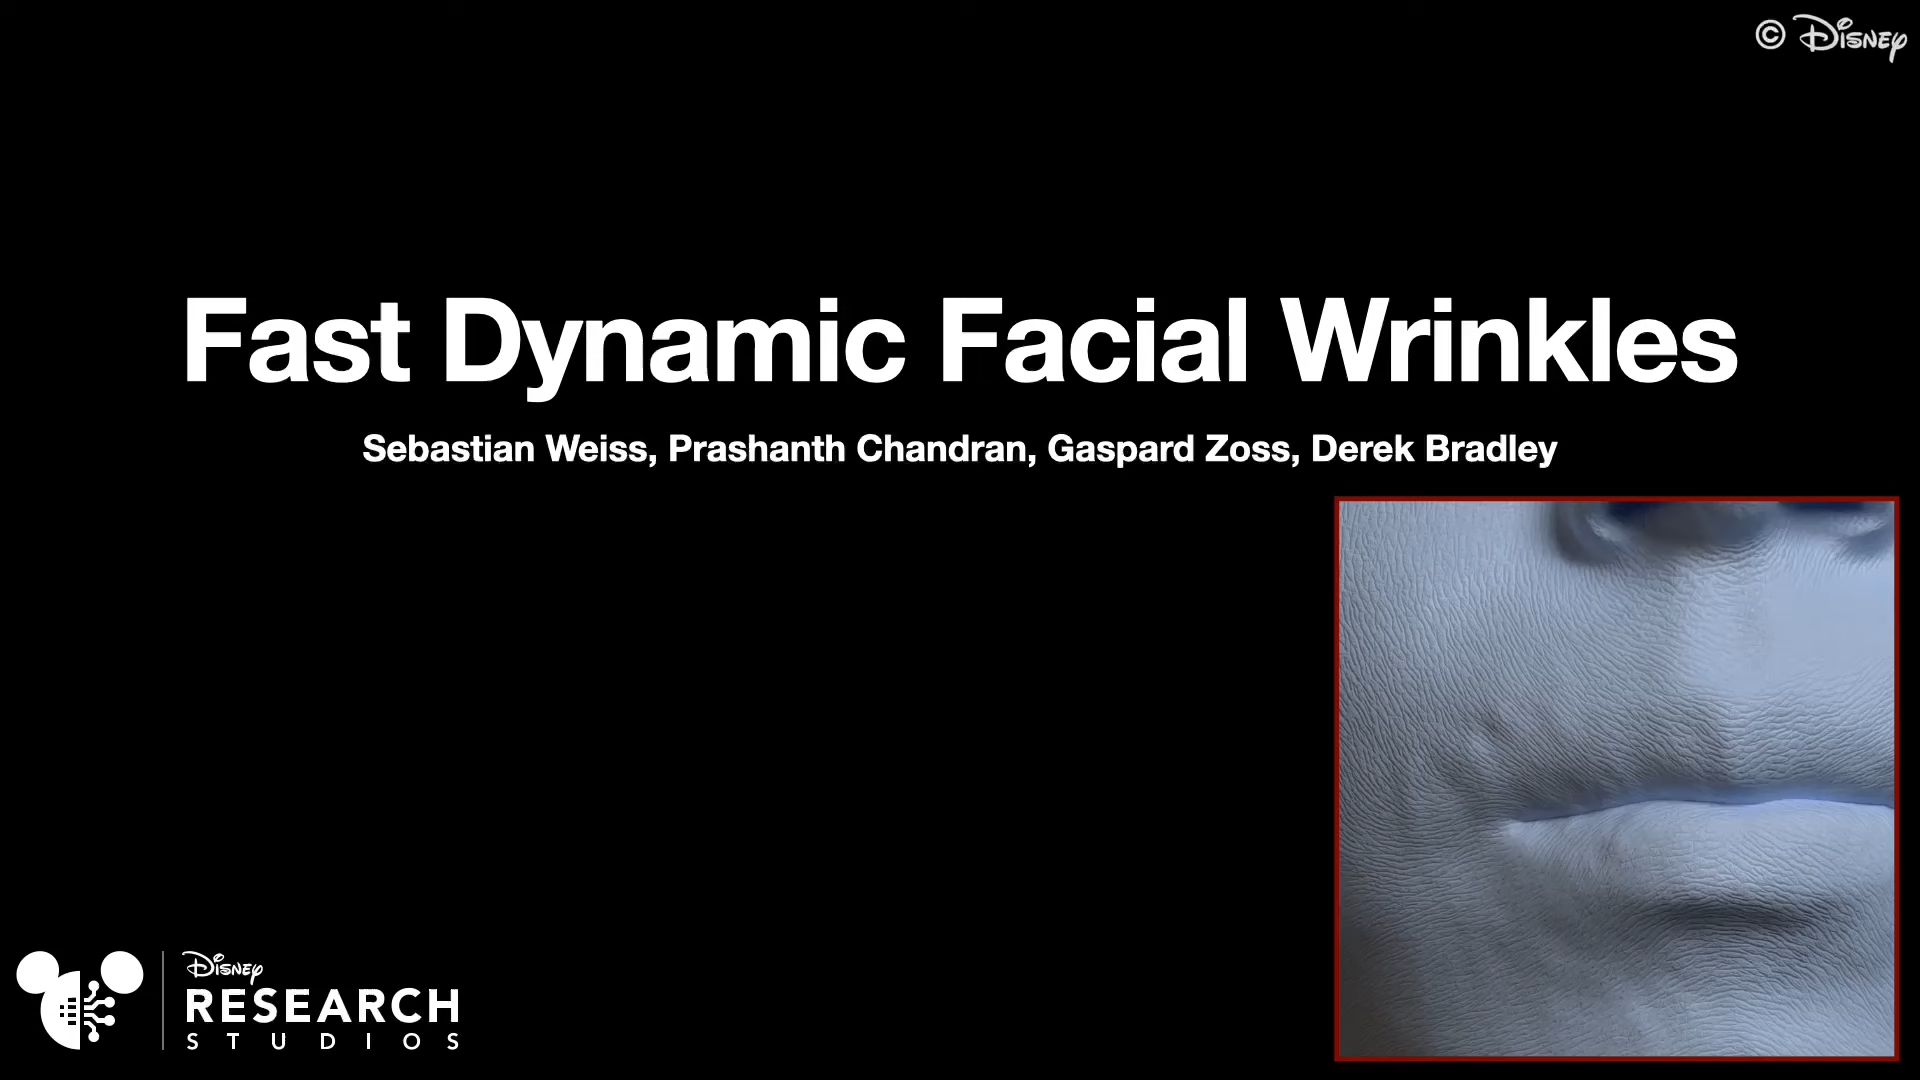 © Disney
Fast Dynamic Facial Wrinkles
Sebastian Weiss, Prashanth Chandran, Gaspard Zoss, Derek Bradley
Disney
RESEARCH
STUDIOS